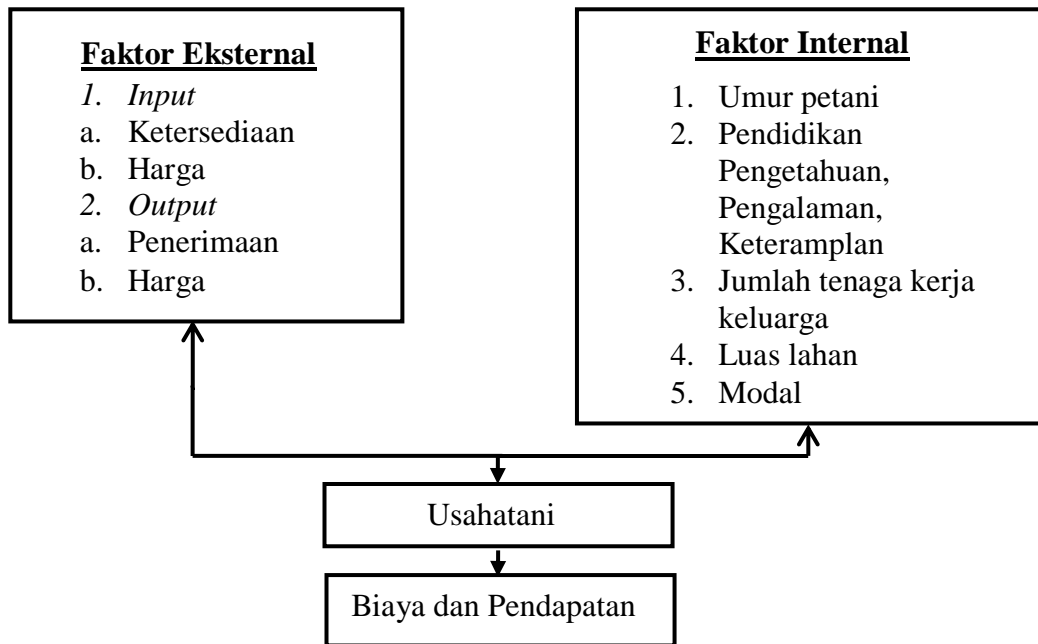 Faktor Eksternal
1. Input
a. Ketersediaan
b. Harga
2. Output
a. Penerimaan
b. Harga
Faktor Internal
1. Umur petani
2. Pendidikan
Pengetahuan,
Pengalaman,
Keteramplan
3. Jumlah tenaga kerja
keluarga
4. Luas lahan
5. Modal
Usahatani
Biaya dan Pendapatan